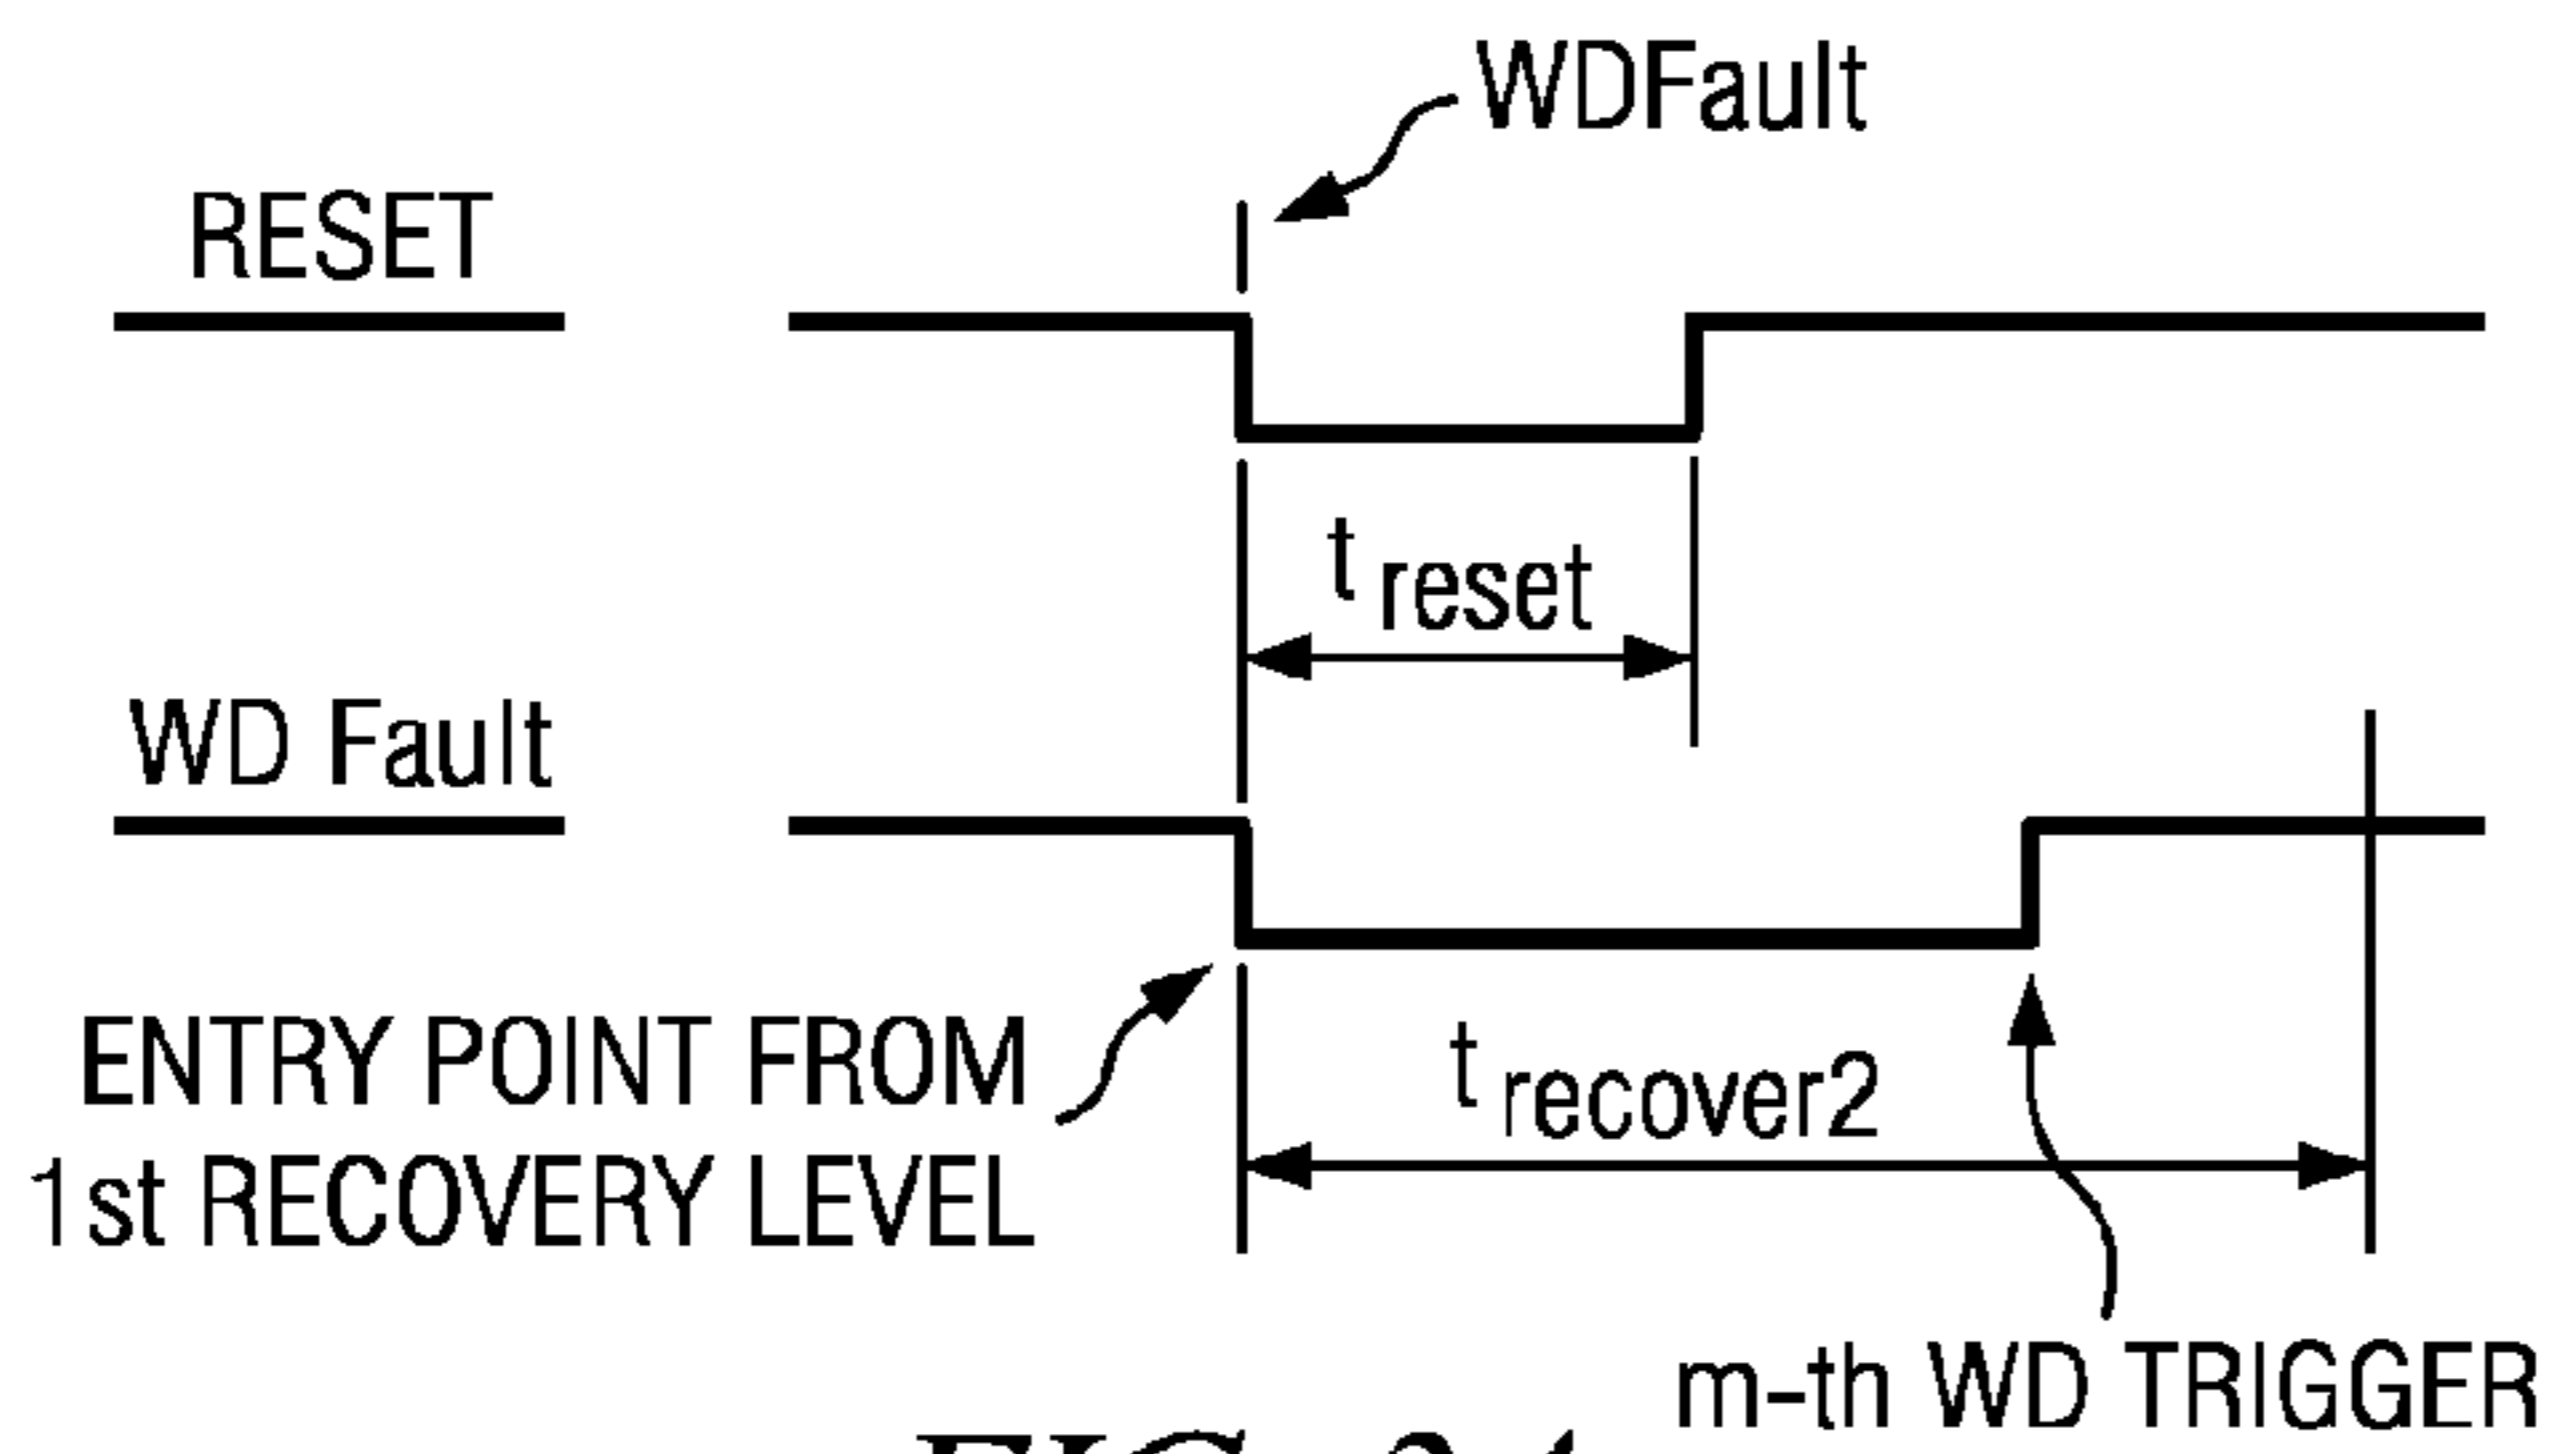 WDFault
RESET
t reset
WD Fault
ENTRY POINT FROM
1st RECOVERY LEVEL
t recover2
m-th WD TRIGGER